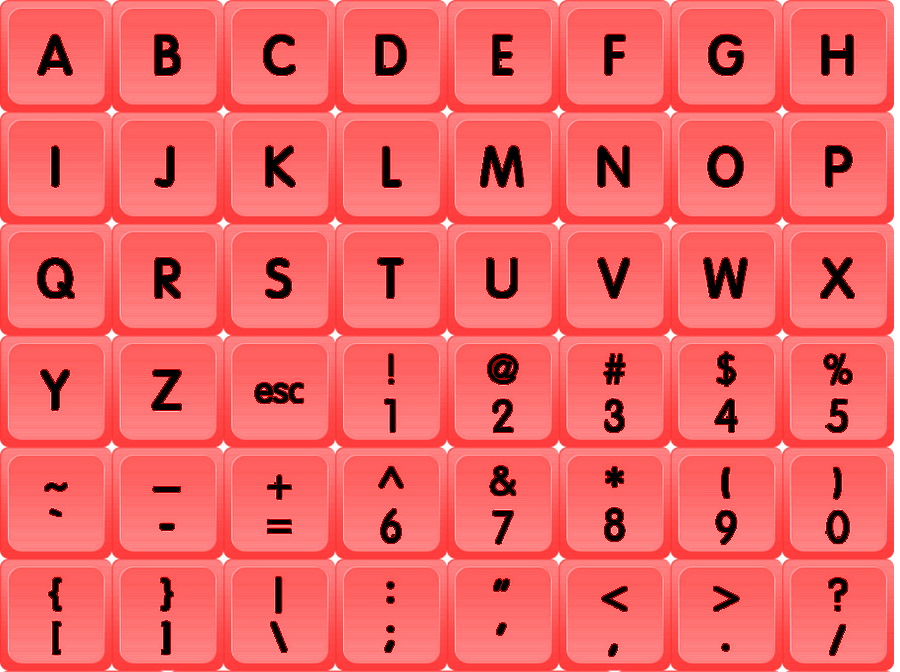 A B C D E F G H
I J K L M N O P
Q R S T U V W X
Y Z esc ! @ # $ %
1 2 3 4 5
~ — + ^ & * ( )
` - = 6 7 8 9 0
{ } | : " < > ?
[ ] \ ; ' , . /